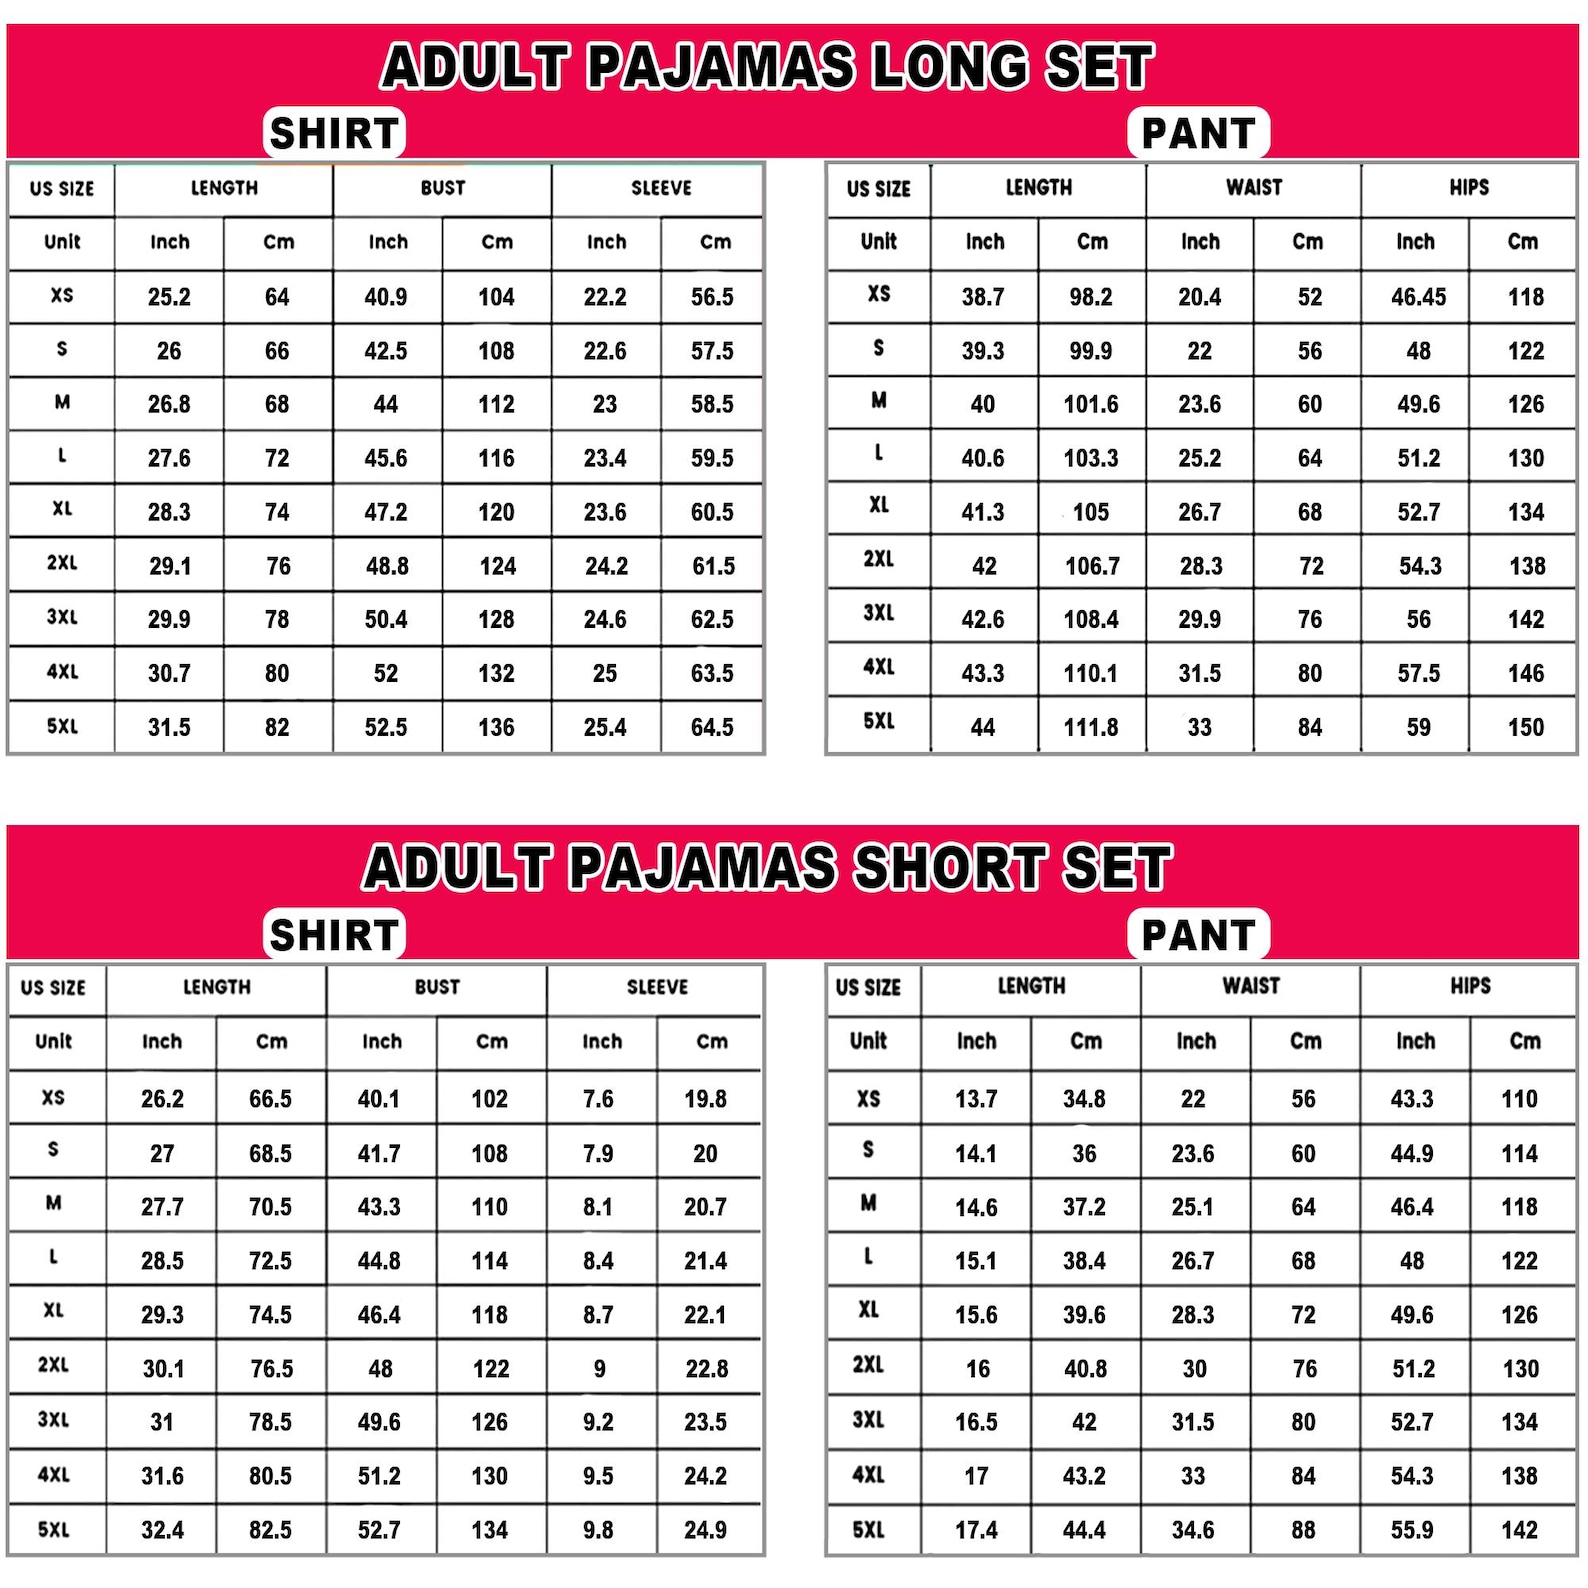 ADULT PAJAMAS LONG SET
SHIRT PANT
US SIZE LENGTH BUST SLEEVE
Unit Inch Cm Inch Cm Inch Cm
XS 25.2 64 40.9 104 22.2 56.5
S 26 66 42.5 108 22.6 57.5
M 26.8 68 44 112 23 58.5
L 27.6 72 45.6 116 23.4 59.5
XL 28.3 74 47.2 120 23.6 60.5
2XL 29.1 76 48.8 124 24.2 61.5
3XL 29.9 78 50.4 128 24.6 62.5
4XL 30.7 80 52 132 25 63.5
5XL 31.5 82 52.5 136 25.4 64.5
US SIZE LENGTH WAIST HIPS
Unit Inch Cm Inch Cm Inch Cm
XS 38.7 98.2 20.4 52 46.45 118
S 39.3 99.9 22 56 48 122
M 40 101.6 23.6 60 49.6 126
L 40.6 103.3 25.2 64 51.2 130
XL 41.3 105 26.7 68 52.7 134
2XL 42 106.7 28.3 72 54.3 138
3XL 42.6 108.4 29.9 76 56 142
4XL 43.3 110.1 31.5 80 57.5 146
5XL 44 111.8 33 84 59 150
ADULT PAJAMAS SHORT SET
SHIRT PANT
US SIZE LENGTH BUST SLEEVE
Unit Inch Cm Inch Cm Inch Cm
XS 26.2 66.5 40.1 102 7.6 19.8
S 27 68.5 41.7 108 7.9 20
M 27.7 70.5 43.3 110 8.1 20.7
L 28.5 72.5 44.8 114 8.4 21.4
XL 29.3 74.5 46.4 118 8.7 22.1
2XL 30.1 76.5 48 122 9 22.8
3XL 31 78.5 49.6 126 9.2 23.5
4XL 31.6 80.5 51.2 130 9.5 24.2
5XL 32.4 82.5 52.7 134 9.8 24.9
US SIZE LENGTH WAIST HIPS
Unit Inch Cm Inch Cm Inch Cm
XS 13.7 34.8 22 56 43.3 110
S 14.1 36 23.6 60 44.9 114
M 14.6 37.2 25.1 64 46.4 118
L 15.1 38.4 26.7 68 48 122
XL 15.6 39.6 28.3 72 49.6 126
2XL 16 40.8 30 76 51.2 130
3XL 16.5 42 31.5 80 52.7 134
4XL 17 43.2 33 84 54.3 138
5XL 17.4 44.4 34.6 88 55.9 142